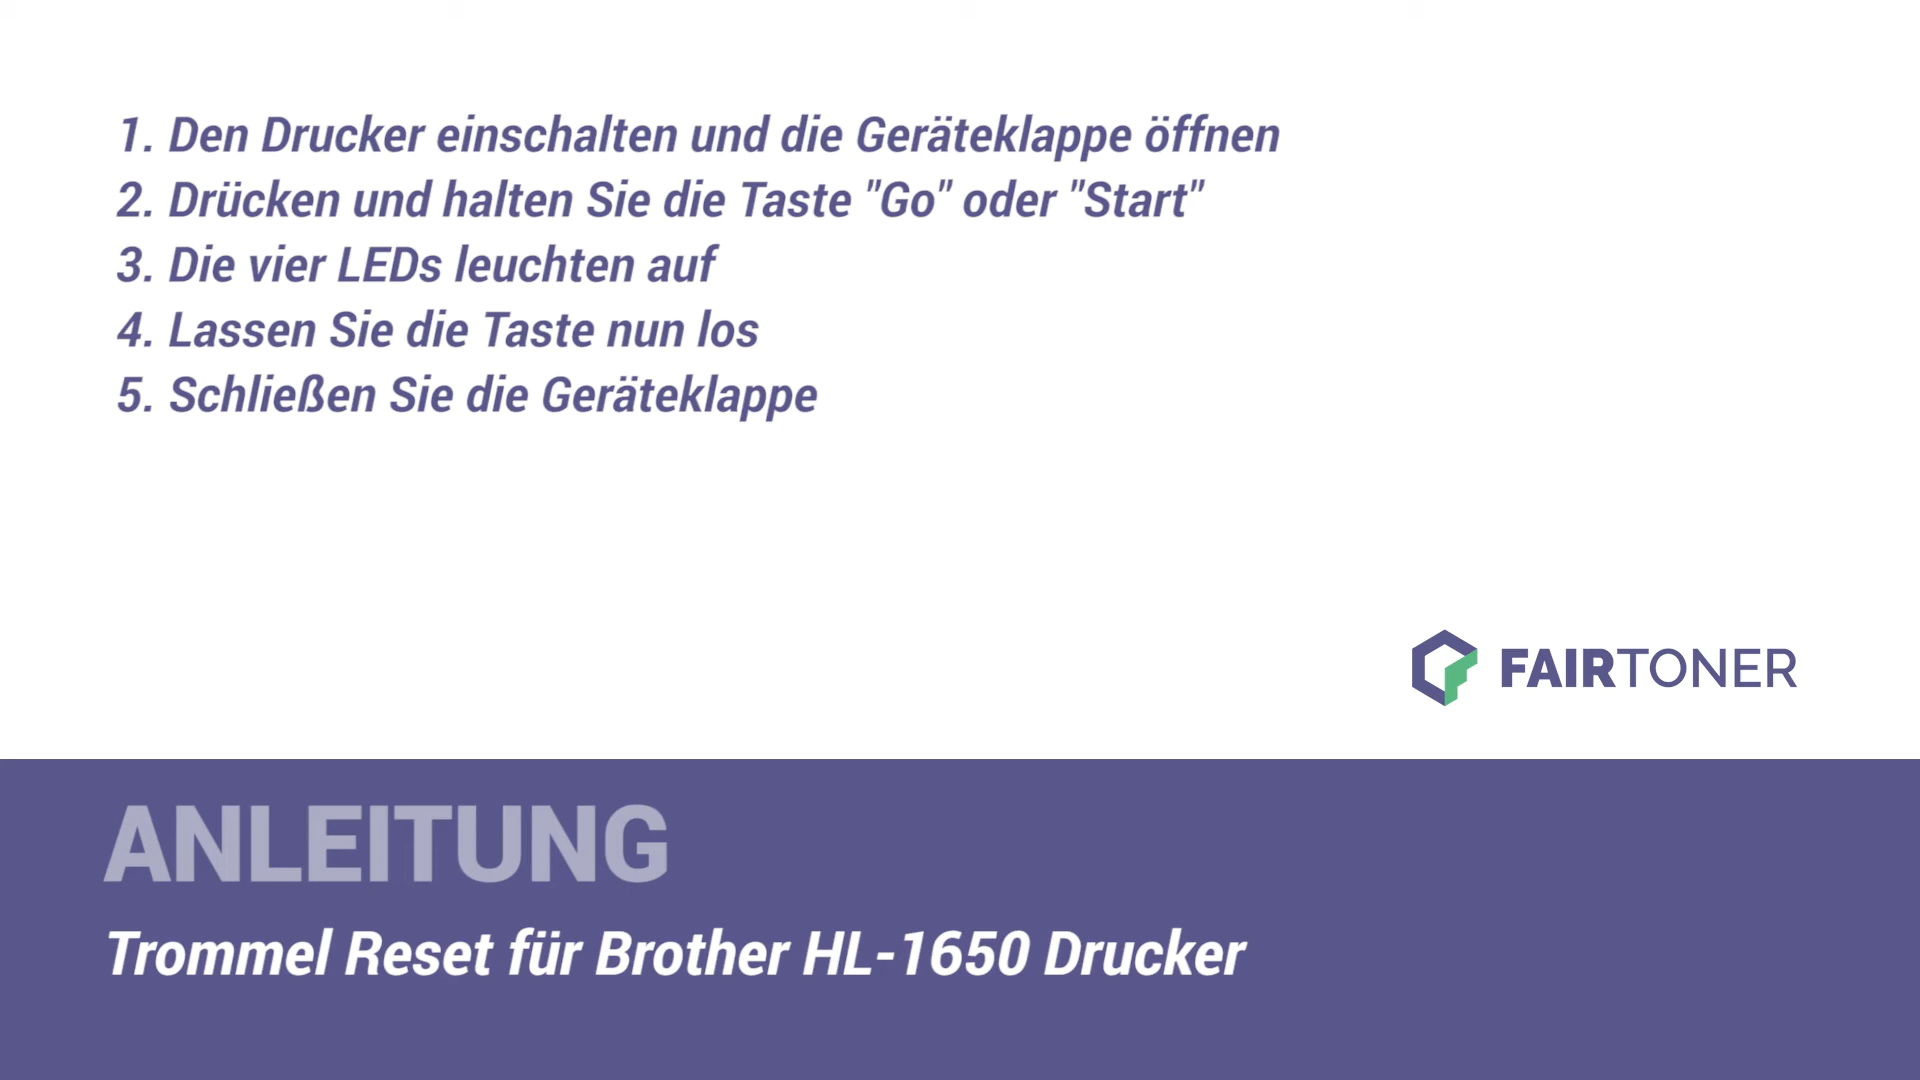 1. Den Drucker einschalten und die Geräteklappe öffnen
2. Drücken und halten Sie die Taste "Go" oder "Start"
3. Die vier LEDs leuchten auf
4. Lassen Sie die Taste nun los
5. Schließen Sie die Geräteklappe
FAIRTONER
ANLEITUNG
Trommel Reset für Brother HL-1650 Drucker